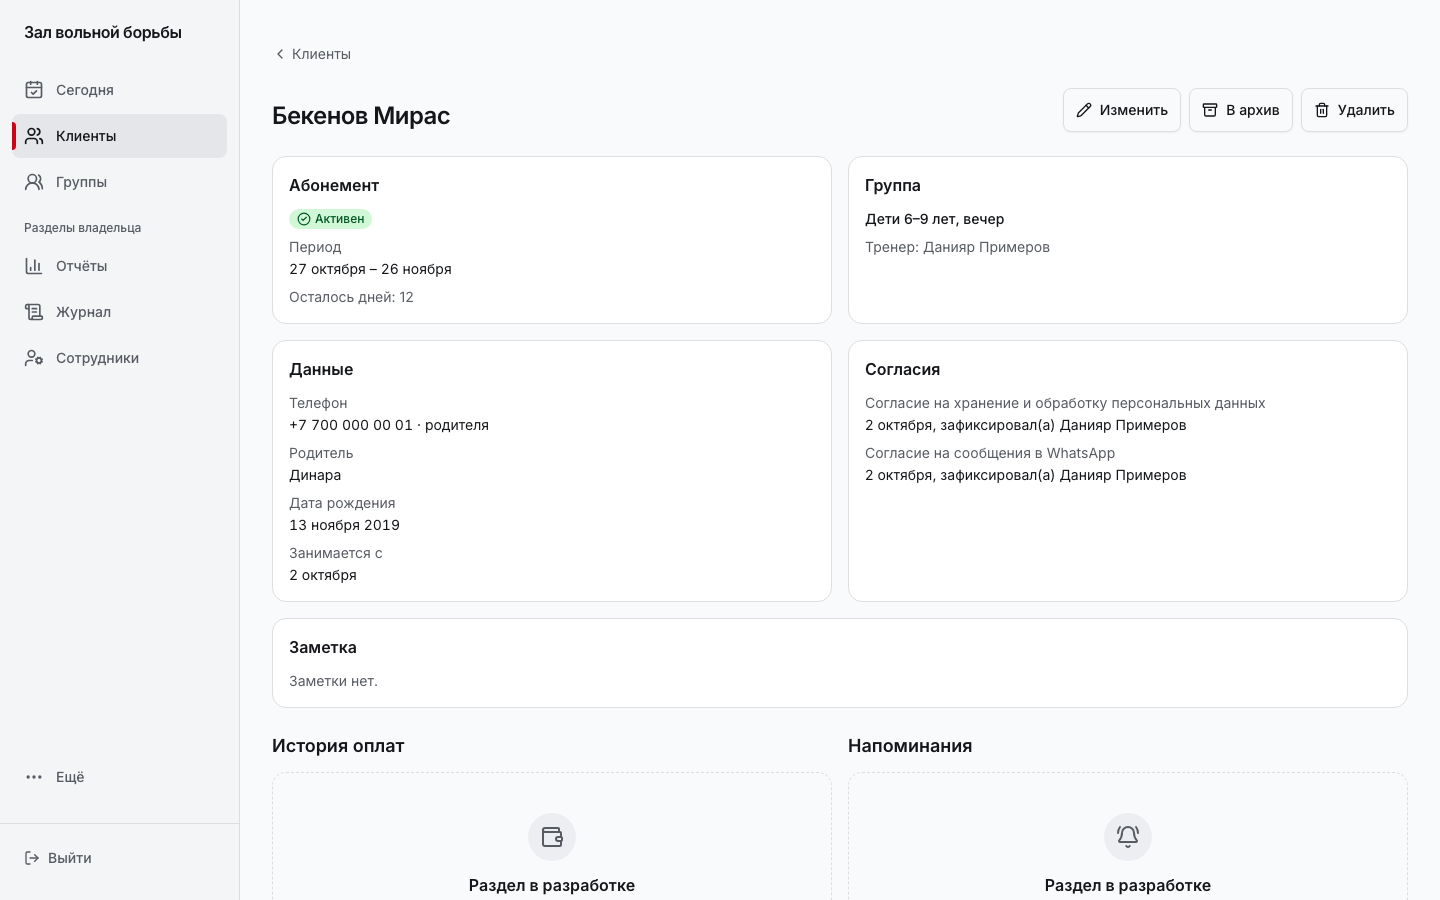 Зал вольной борьбы
Сегодня
Клиенты
Группы
Разделы владельца
Отчёты
Журнал
Сотрудники
Ещё
Выйти
Клиенты
Бекенов Мирас
Изменить
В архив
Удалить
Абонемент
Активен
Период
27 октября – 26 ноября
Осталось дней: 12
Группа
Дети 6–9 лет, вечер
Тренер: Данияр Примеров
Данные
Телефон
+7 700 000 00 01 · родителя
Родитель
Динара
Дата рождения
13 ноября 2019
Занимается с
2 октября
Согласия
Согласие на хранение и обработку персональных данных
2 октября, зафиксировал(а) Данияр Примеров
Согласие на сообщения в WhatsApp
2 октября, зафиксировал(а) Данияр Примеров
Заметка
Заметки нет.
История оплат
Раздел в разработке
Напоминания
Раздел в разработке